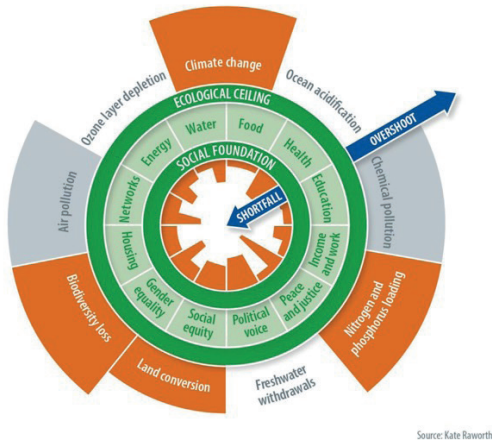 Climate change
Ocean acidification
Chemical pollution
Nitrogen and
phosphorus loading
Freshwater
withdrawals
Land conversion
Biodiversity loss
Air pollution
Ozone layer depletion
ECOLOGICAL CEILING
OVERSHOOT
Water
Food
Health
Education
Income
and work
Peace
and justice
Political
voice
Social
equity
Gender
equality
Housing
Networks
Energy
SOCIAL FOUNDATION
SHORTFALL
Source: Kate Raworth